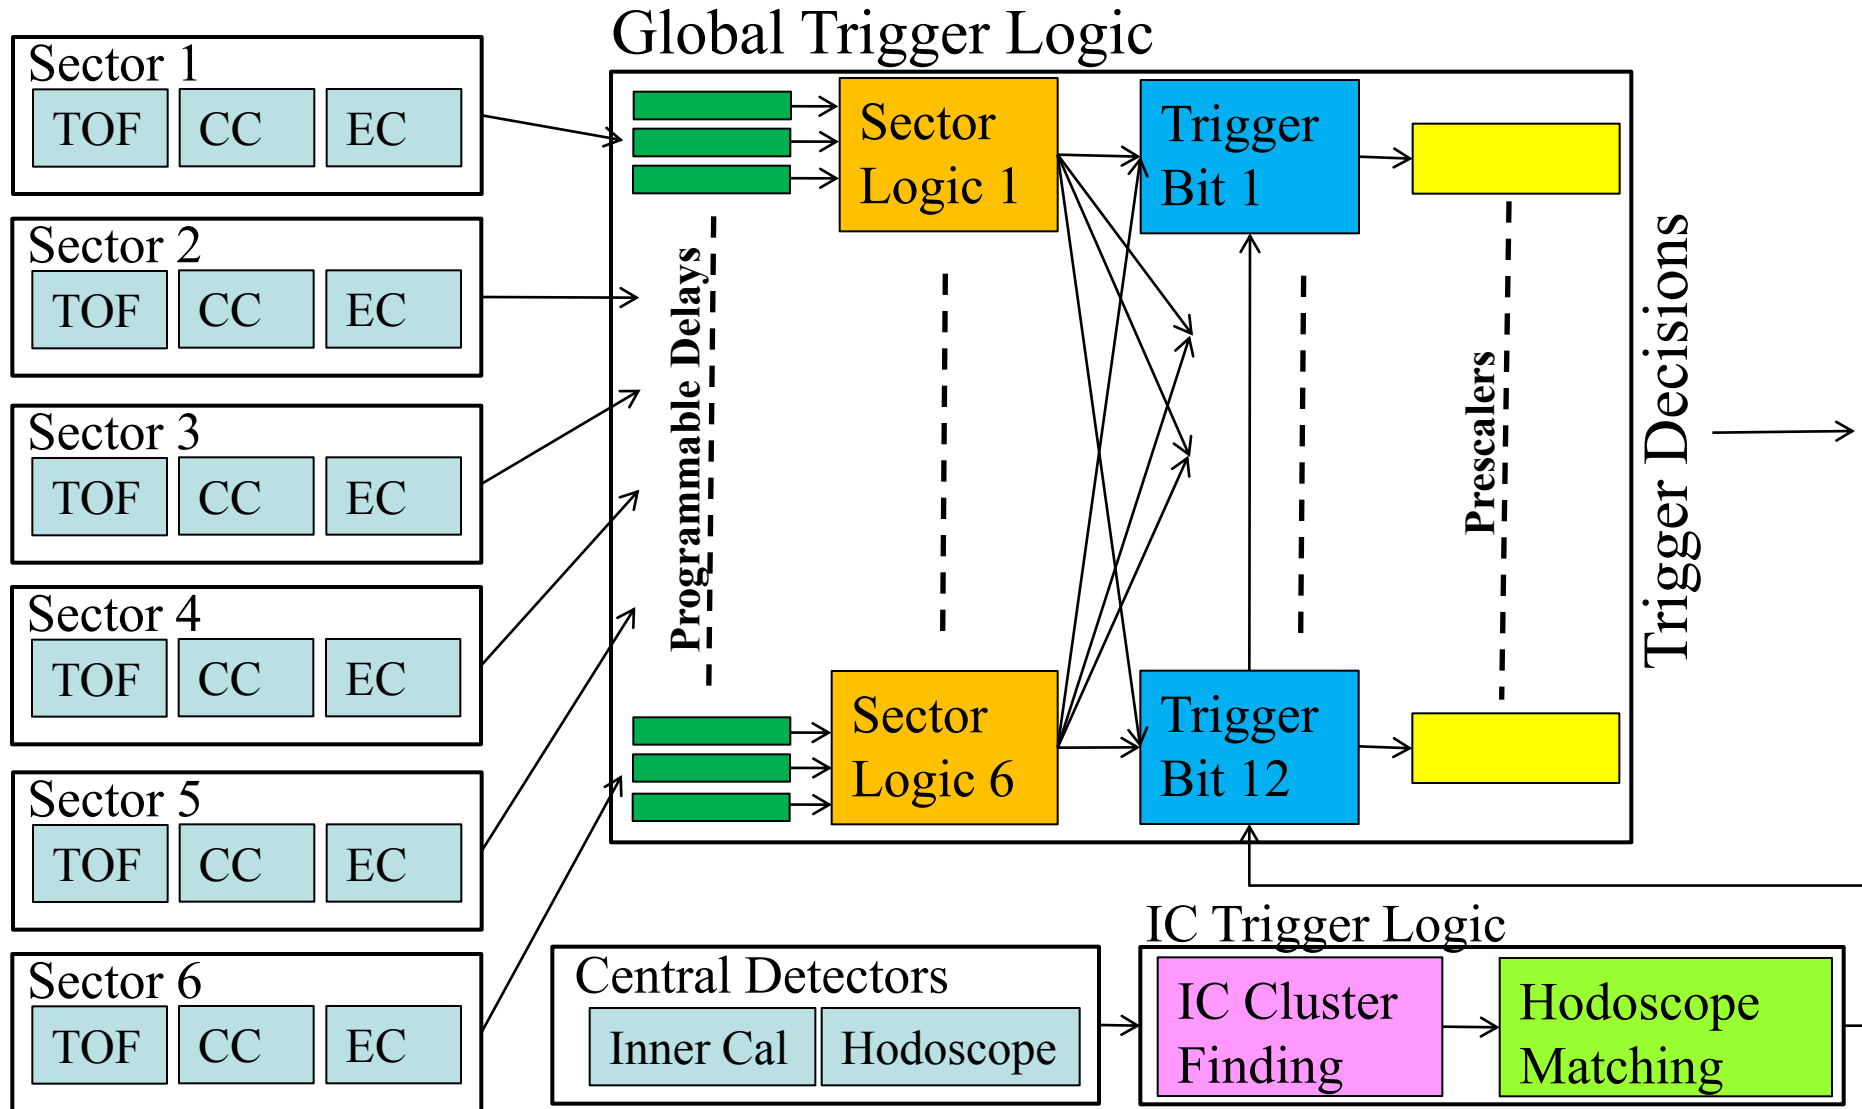 Global Trigger Logic
Sector 1
TOF CC EC
Sector 2
TOF CC EC
Sector 3
TOF CC EC
Sector 4
TOF CC EC
Sector 5
TOF CC EC
Sector 6
TOF CC EC
Programmable Delays
Sector
Logic 1
Sector
Logic 6
Trigger
Bit 1
Trigger
Bit 12
Prescalers
Trigger Decisions
Central Detectors
Inner Cal
Hodoscope
IC Trigger Logic
IC Cluster
Finding
Hodoscope
Matching